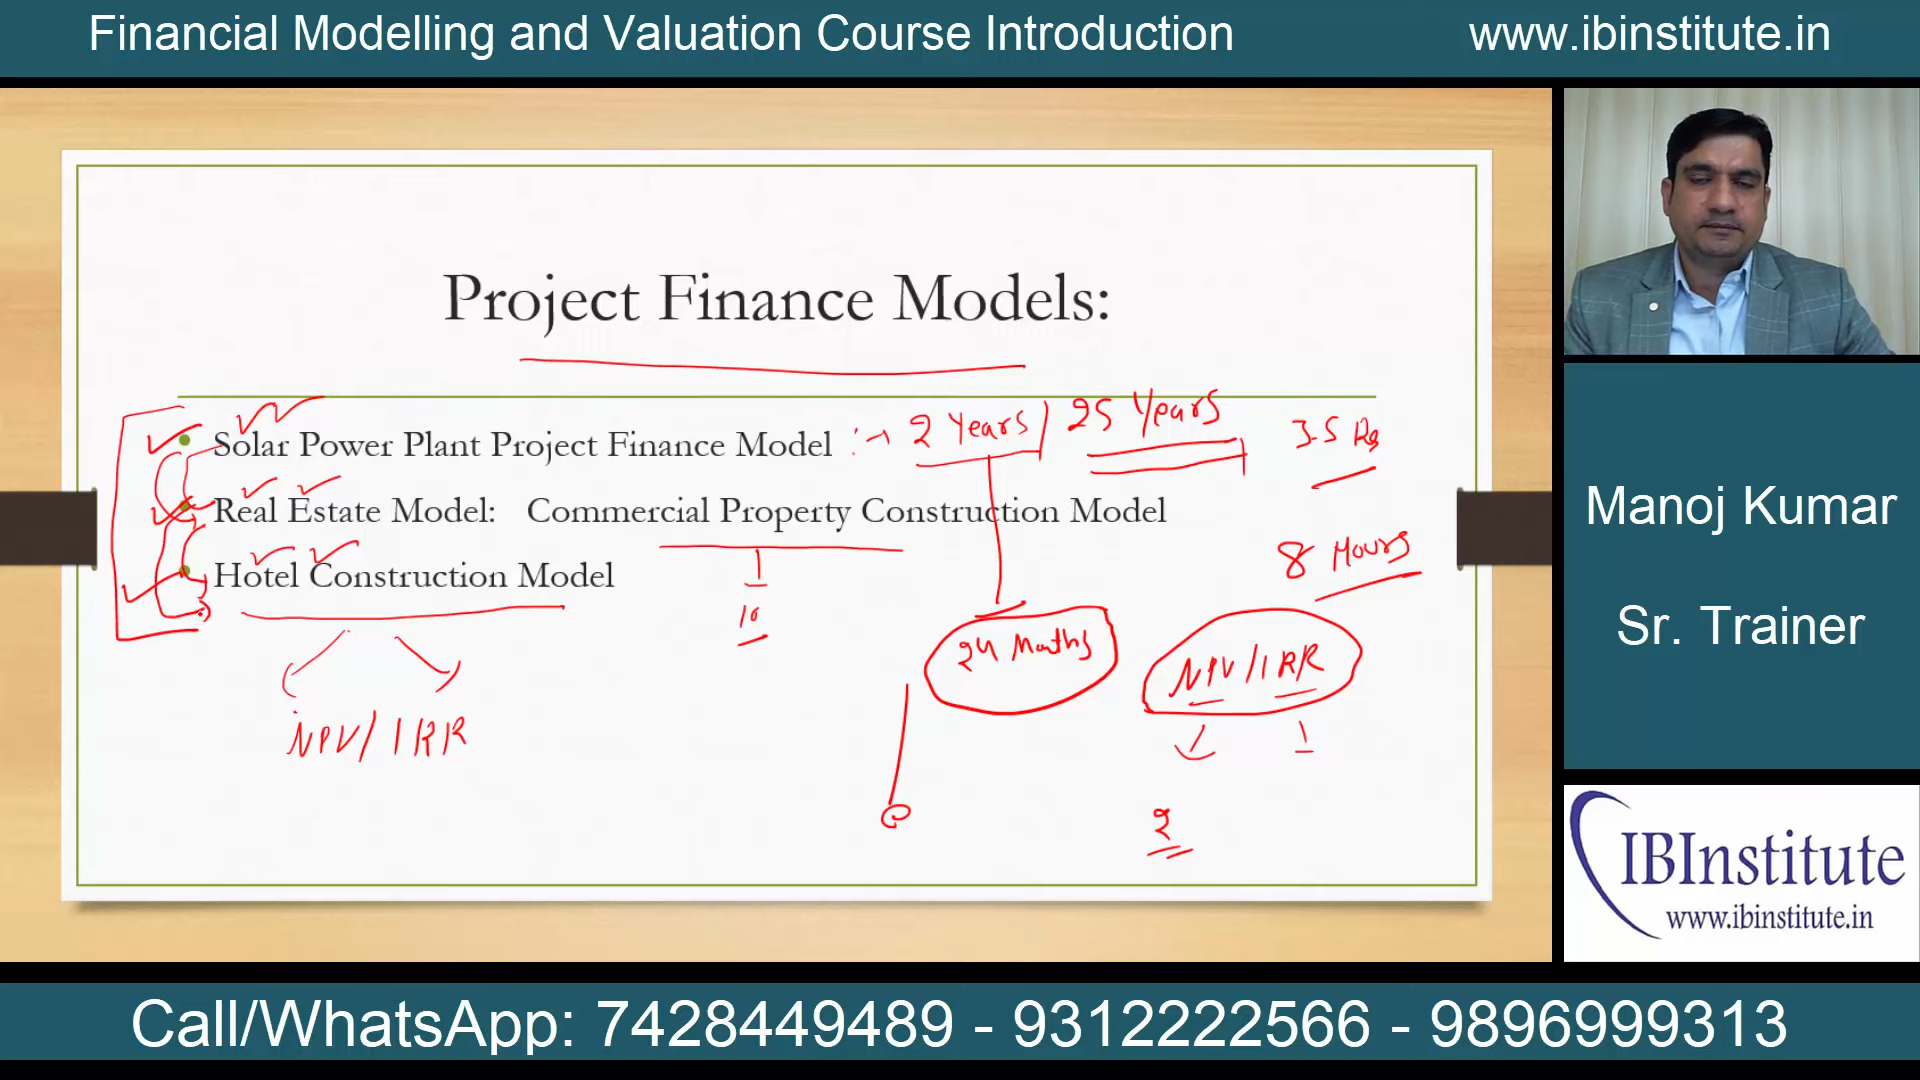 Financial Modelling and Valuation Course Introduction www.ibinstitute.in
Project Finance Models:
Solar Power Plant Project Finance Model :→ 2 Years / 25 Years 3.5 Rs
Real Estate Model: Commercial Property Construction Model
8 Hours
Hotel Construction Model
10
24 Months
NPV/IRR
NPV/IRR
2
Manoj Kumar
Sr. Trainer
IBInstitute
www.ibinstitute.in
Call/WhatsApp: 7428449489 - 9312222566 - 9896999313